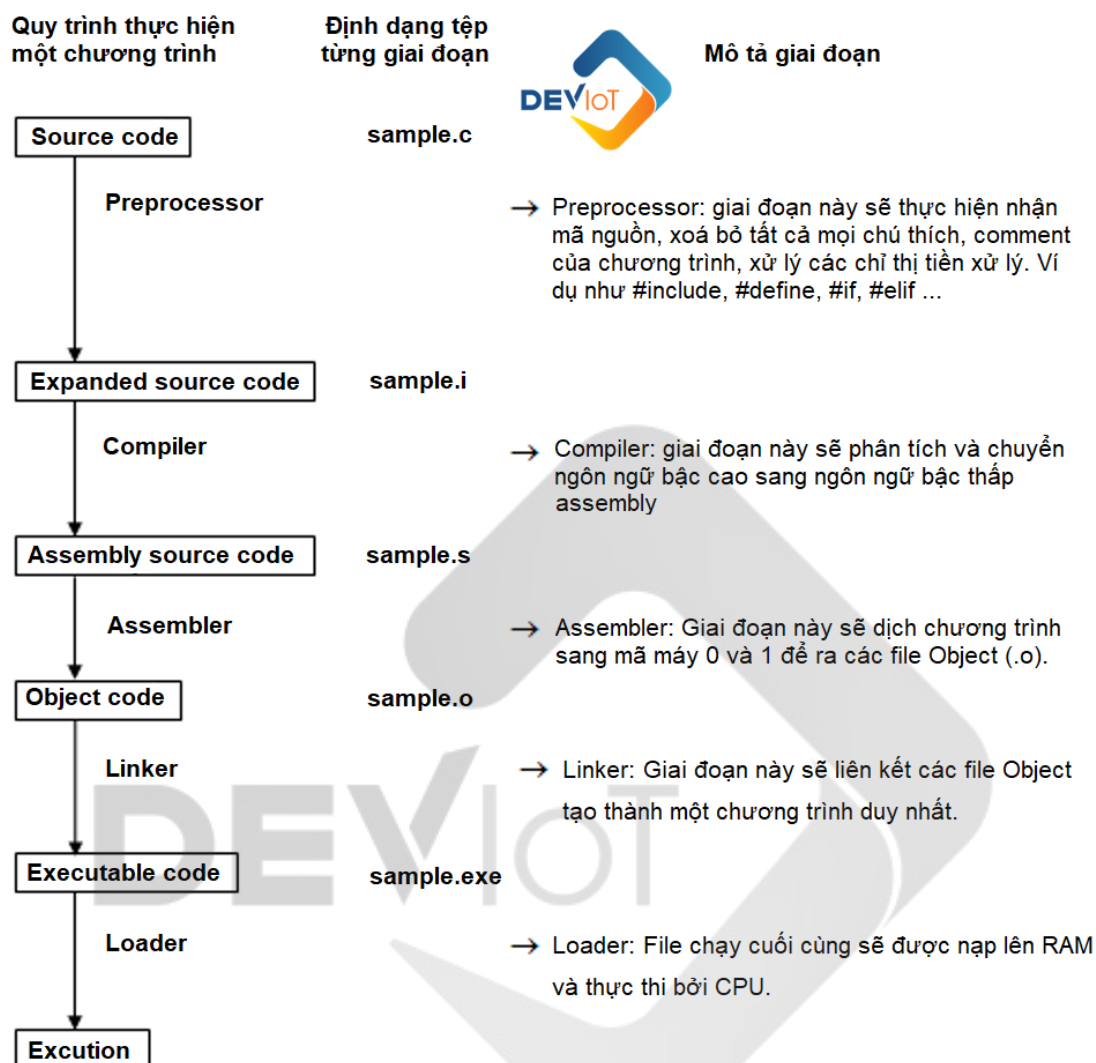 Quy trình thực hiện
một chương trình
Định dạng tệp
từng giai đoạn
DEVIoT
Mô tả giai đoạn
Source code
sample.c
Preprocessor
→ Preprocessor: giai đoạn này sẽ thực hiện nhận
mã nguồn, xoá bỏ tất cả mọi chú thích, comment
của chương trình, xử lý các chỉ thị tiền xử lý. Ví
dụ như #include, #define, #if, #elif ...
Expanded source code
sample.i
Compiler
→ Compiler: giai đoạn này sẽ phân tích và chuyển
ngôn ngữ bậc cao sang ngôn ngữ bậc thấp
assembly
Assembly source code
sample.s
Assembler
→ Assembler: Giai đoạn này sẽ dịch chương trình
sang mã máy 0 và 1 để ra các file Object (.o).
Object code
sample.o
Linker
→ Linker: Giai đoạn này sẽ liên kết các file Object
tạo thành một chương trình duy nhất.
DEVIoT
Executable code
sample.exe
Loader
→ Loader: File chạy cuối cùng sẽ được nạp lên RAM
và thực thi bởi CPU.
Excution